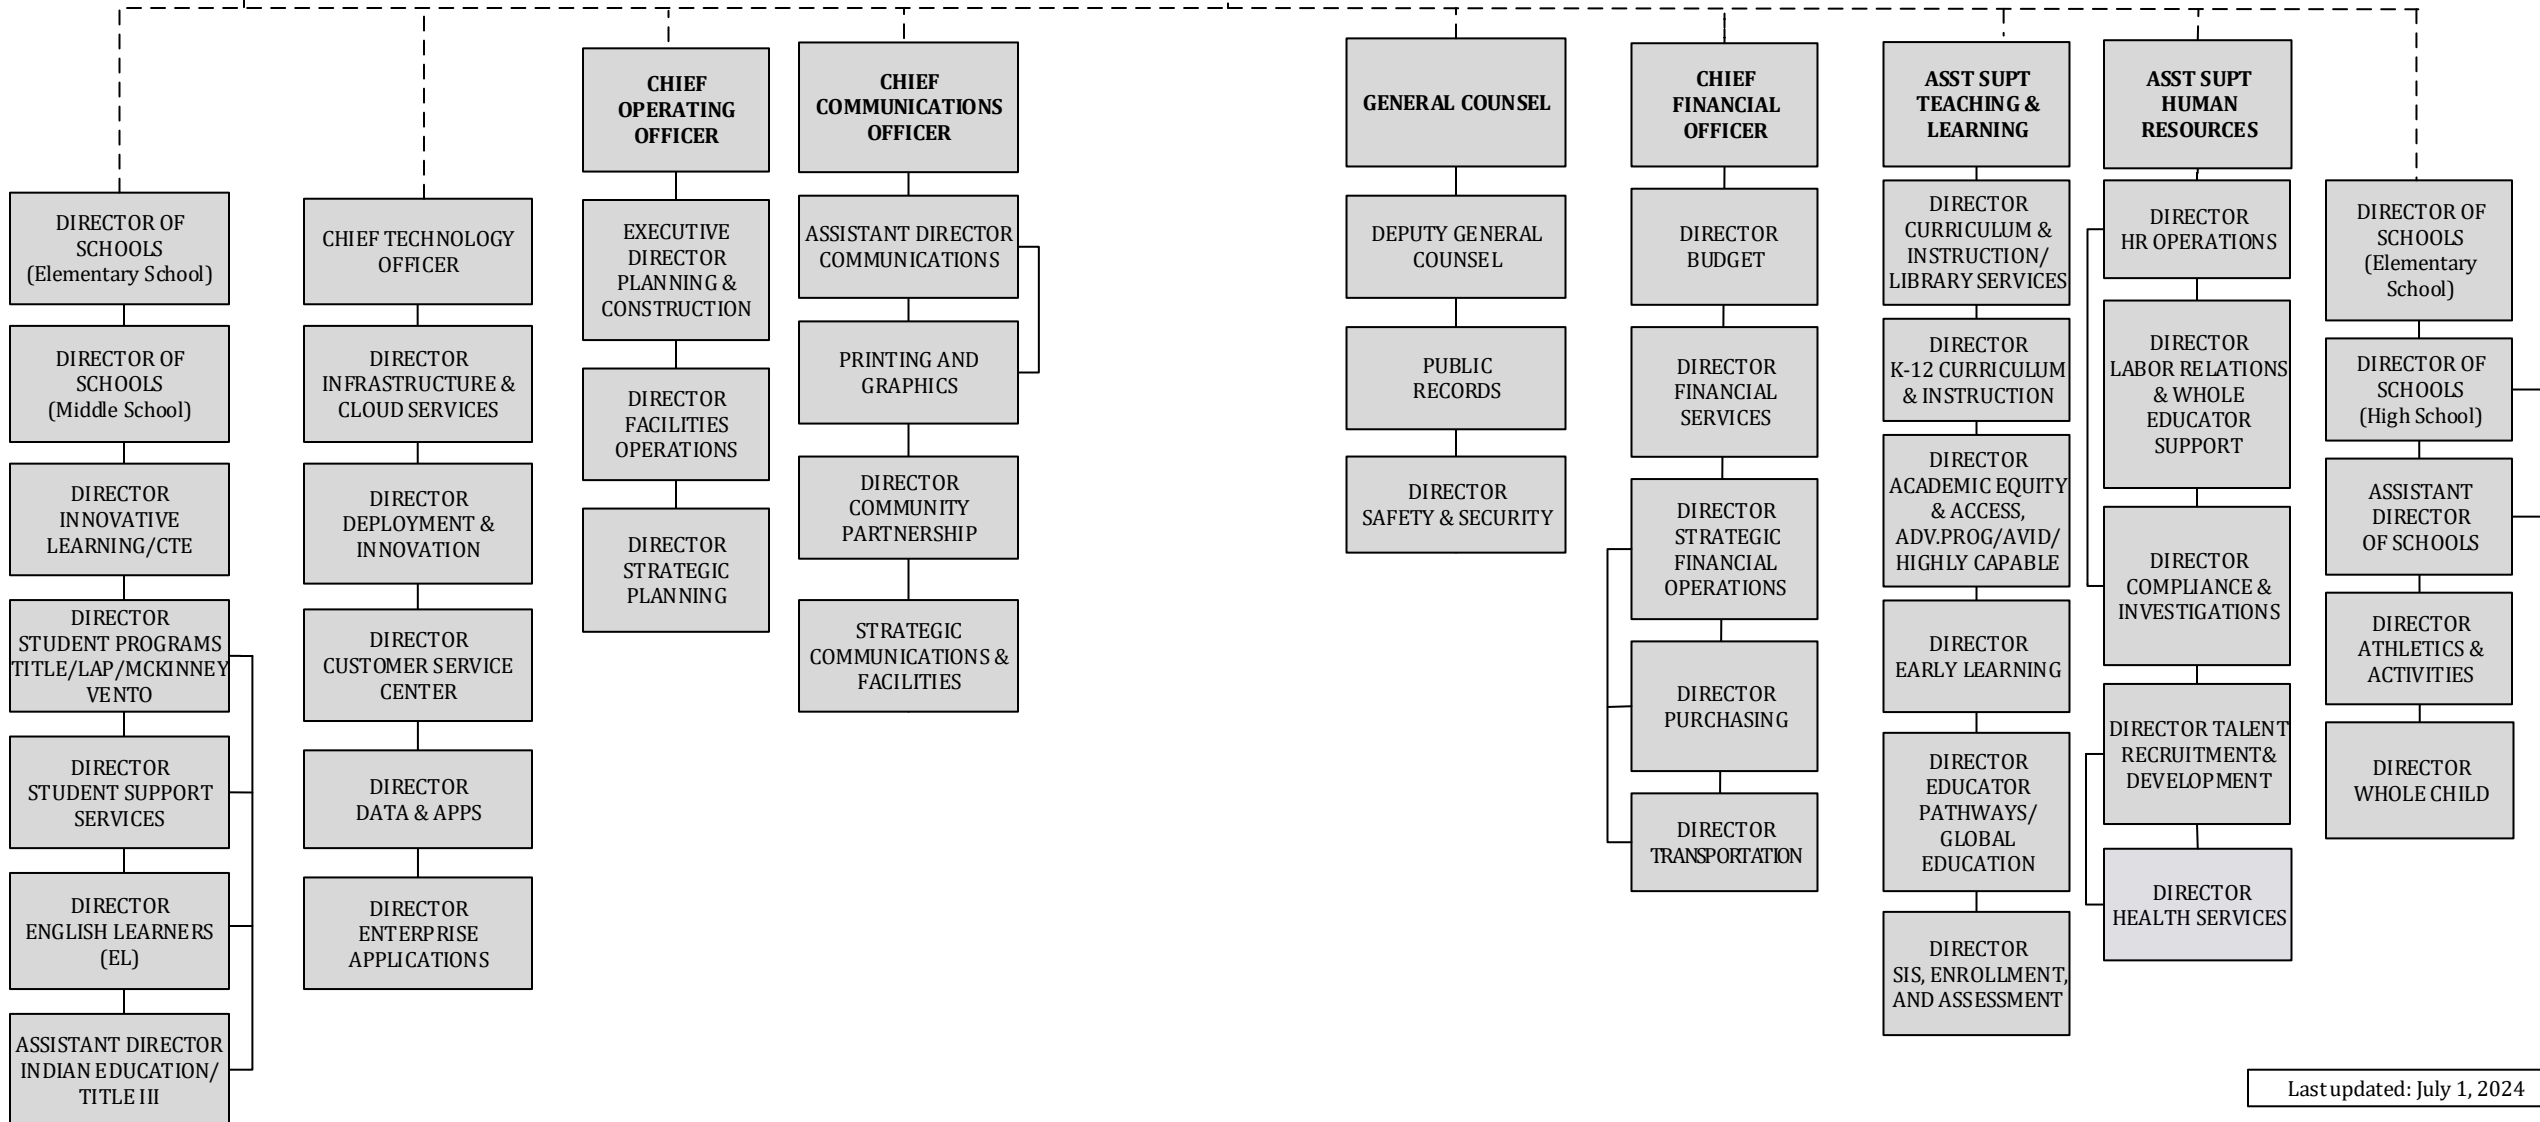 DIRECTOR OF
SCHOOLS
(Elementary School)
DIRECTOR OF
SCHOOLS
(Middle School)
DIRECTOR
INNOVATIVE
LEARNING/CTE
DIRECTOR
STUDENT PROGRAMS
TITLE/LAP/MCKINNEY
VENTO
DIRECTOR
STUDENT SUPPORT
SERVICES
DIRECTOR
ENGLISH LEARNERS
(EL)
ASSISTANT DIRECTOR
INDIAN EDUCATION/
TITLE III
CHIEF TECHNOLOGY
OFFICER
DIRECTOR
INFRASTRUCTURE &
CLOUD SERVICES
DIRECTOR
DEPLOYMENT &
INNOVATION
DIRECTOR
CUSTOMER SERVICE
CENTER
DIRECTOR
DATA & APPS
DIRECTOR
ENTERPRISE
APPLICATIONS
CHIEF
OPERATING
OFFICER
EXECUTIVE
DIRECTOR
PLANNING &
CONSTRUCTION
DIRECTOR
FACILITIES
OPERATIONS
DIRECTOR
STRATEGIC
PLANNING
CHIEF
COMMUNICATIONS
OFFICER
ASSISTANT DIRECTOR
COMMUNICATIONS
PRINTING AND
GRAPHICS
DIRECTOR
COMMUNITY
PARTNERSHIP
STRATEGIC
COMMUNICATIONS &
FACILITIES
GENERAL COUNSEL
DEPUTY GENERAL
COUNSEL
PUBLIC
RECORDS
DIRECTOR
SAFETY & SECURITY
CHIEF
FINANCIAL
OFFICER
DIRECTOR
BUDGET
DIRECTOR
FINANCIAL
SERVICES
DIRECTOR
STRATEGIC
FINANCIAL
OPERATIONS
DIRECTOR
PURCHASING
DIRECTOR
TRANSPORTATION
ASST SUPT
TEACHING &
LEARNING
DIRECTOR
CURRICULUM &
INSTRUCTION/
LIBRARY SERVICES
DIRECTOR
K-12 CURRICULUM
& INSTRUCTION
DIRECTOR
ACADEMIC EQUITY
& ACCESS,
ADV.PROG/AVID/
HIGHLY CAPABLE
DIRECTOR
EARLY LEARNING
DIRECTOR
EDUCATOR
PATHWAYS/
GLOBAL
EDUCATION
DIRECTOR
SIS, ENROLLMENT,
AND ASSESSMENT
ASST SUPT
HUMAN
RESOURCES
DIRECTOR
HR OPERATIONS
DIRECTOR
LABOR RELATIONS
& WHOLE
EDUCATOR
SUPPORT
DIRECTOR
COMPLIANCE &
INVESTIGATIONS
DIRECTOR TALENT
RECRUITMENT&
DEVELOPMENT
DIRECTOR
HEALTH SERVICES
DIRECTOR OF
SCHOOLS
(Elementary
School)
DIRECTOR OF
SCHOOLS
(High School)
ASSISTANT
DIRECTOR
OF SCHOOLS
DIRECTOR
ATHLETICS &
ACTIVITIES
DIRECTOR
WHOLE CHILD
Last updated: July 1, 2024